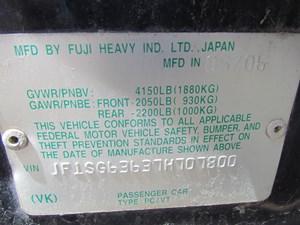 MFD BY FUJI HEAVY IND. LTD. JAPAN
MFD IN
GVWR/PNBV: 4150LB(1880KG)
GAWR/PNBE: FRONT-2050LB( 930KG)
REAR -2200LB(1000KG)
THIS VEHICLE CONFORMS TO ALL APPLICABLE
FEDERAL MOTOR VEHICLE SAFETY, BUMPER, AND
THEFT PREVENTION STANDARDS IN EFFECT ON
THE DATE OF MANUFACTURE SHOWN ABOVE.
VIN
(VK)
PASSENGER CAR
TYPE:PC/VT